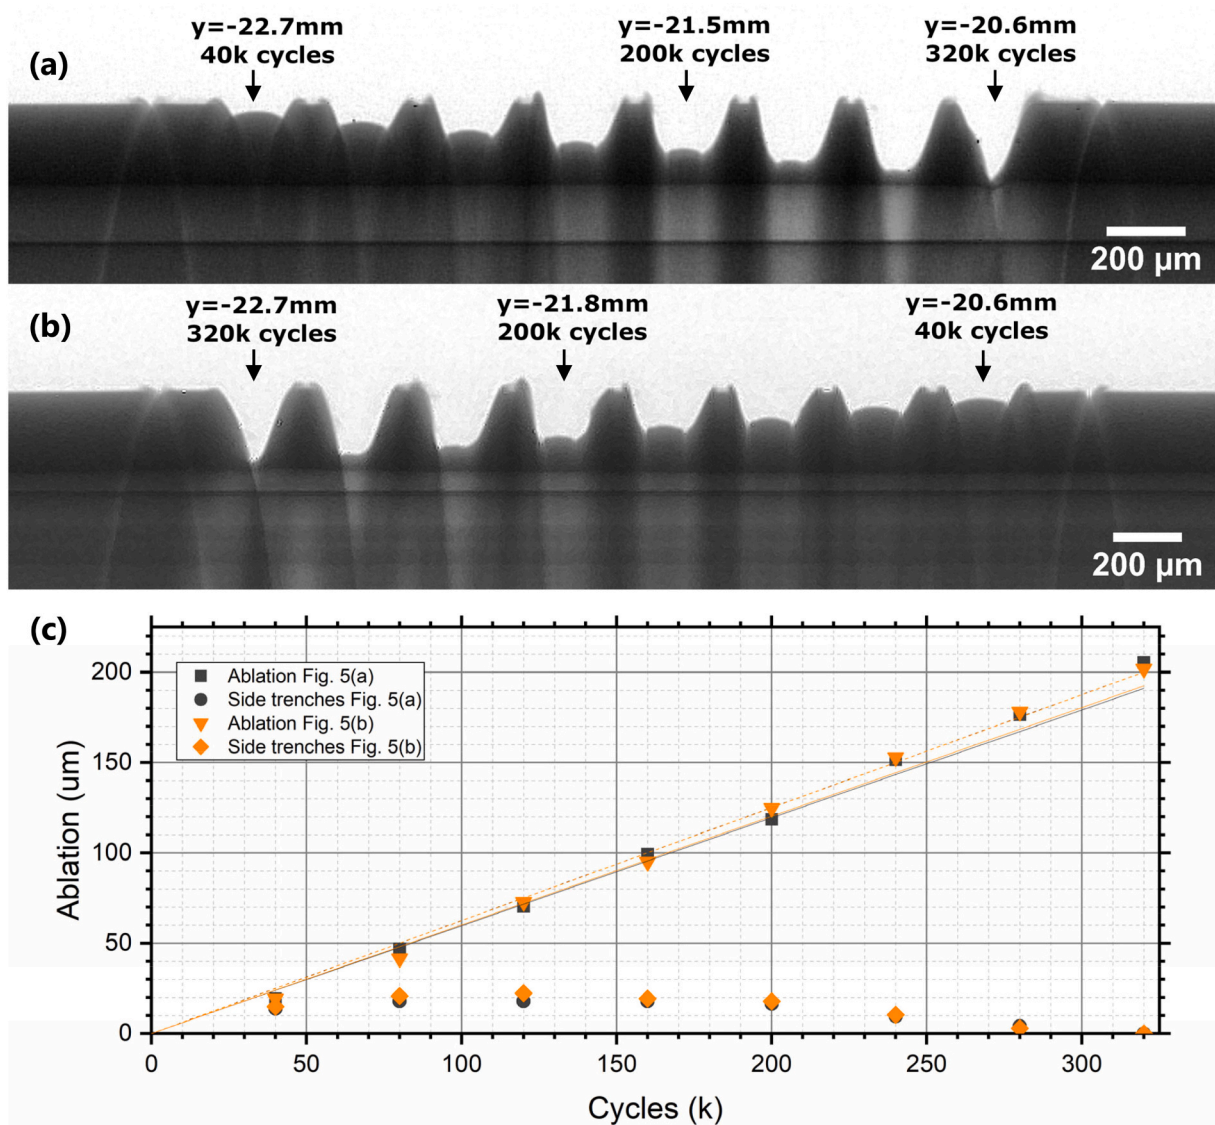 (a)
y=-22.7mm
40k cycles
y=-21.5mm
200k cycles
y=-20.6mm
320k cycles
200 µm
(b)
y=-22.7mm
320k cycles
y=-21.8mm
200k cycles
y=-20.6mm
40k cycles
200 µm
(c)
Ablation Fig. 5(a)
Side trenches Fig. 5(a)
Ablation Fig. 5(b)
Side trenches Fig. 5(b)
Ablation (um)
200
150
100
50
0
0 50 100 150 200 250 300
Cycles (k)